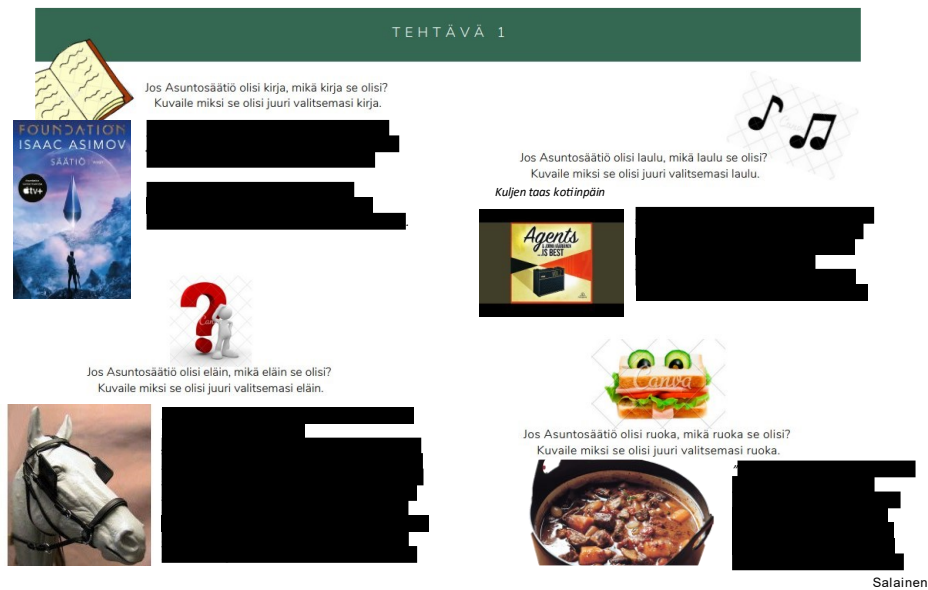 TEHTÄVÄ 1
Jos Asuntosäätiö olisi kirja, mikä kirja se olisi?
Kuvaile miksi se olisi juuri valitsemasi kirja.
FOUNDATION
ISAAC ASIMOV
SÄÄTIÖ
tv+
Jos Asuntosäätiö olisi laulu, mikä laulu se olisi?
Kuvaile miksi se olisi juuri valitsemasi laulu.
Kuljen taas kotiinpäin
Agents
...IS BEST
Jos Asuntosäätiö olisi eläin, mikä eläin se olisi?
Kuvaile miksi se olisi juuri valitsemasi eläin.
Canva
Jos Asuntosäätiö olisi ruoka, mikä ruoka se olisi?
Kuvaile miksi se olisi juuri valitsemasi ruoka.
Salainen